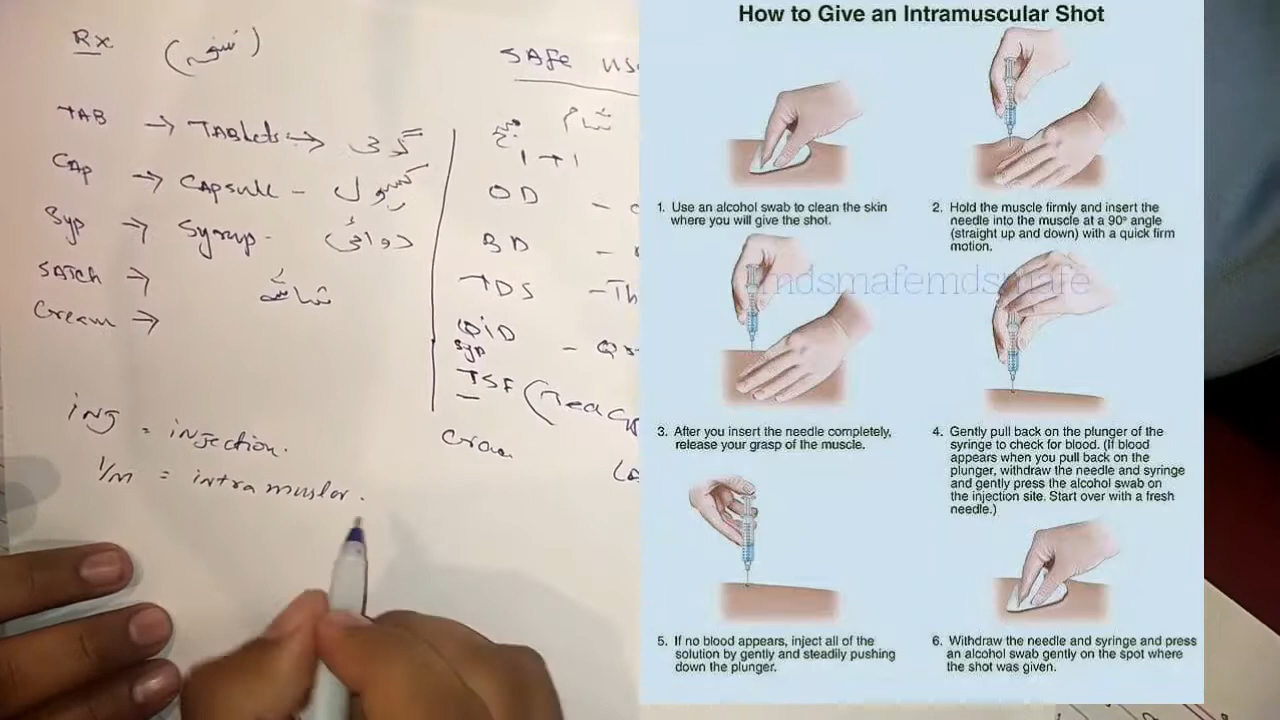 Rx (نسخہ)
TAB → TABlets → گولی
CAP → CAPSule - کیپسول
Syp → Syrup - دوائی
SATCh → شاشے
Cream →
inj = injection.
I/M = intra musler.
SAfe US
صبح شام
1 → 1
OD -
BD -
TDS - Th
QiD -
Syp
TSF (
How to Give an Intramuscular Shot
1. Use an alcohol swab to clean the skin
where you will give the shot.
2. Hold the muscle firmly and insert the
needle into the muscle at a 90° angle
(straight up and down) with a quick firm
motion.
mdsmafemdsmafe
3. After you insert the needle completely,
release your grasp of the muscle.
4. Gently pull back on the plunger of the
syringe to check for blood. (If blood
appears when you pull back on the
plunger, withdraw the needle and syringe
and gently press the alcohol swab on
the injection site. Start over with a fresh
needle.)
5. If no blood appears, inject all of the
solution by gently and steadily pushing
down the plunger.
6. Withdraw the needle and syringe and press
an alcohol swab gently on the spot where
the shot was given.